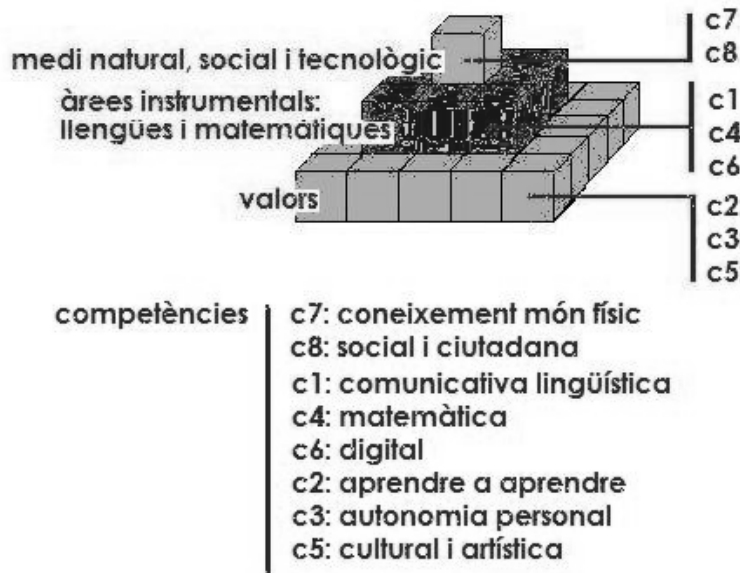 c7
medi natural, social i tecnològic
c8
àrees instrumentals:
llengües i matemàtiques
c1
c4
c6
valors
c2
c3
c5
competències
c7: coneixement món físic
c8: social i ciutadana
c1: comunicativa lingüística
c4: matemàtica
c6: digital
c2: aprendre a aprendre
c3: autonomia personal
c5: cultural i artística